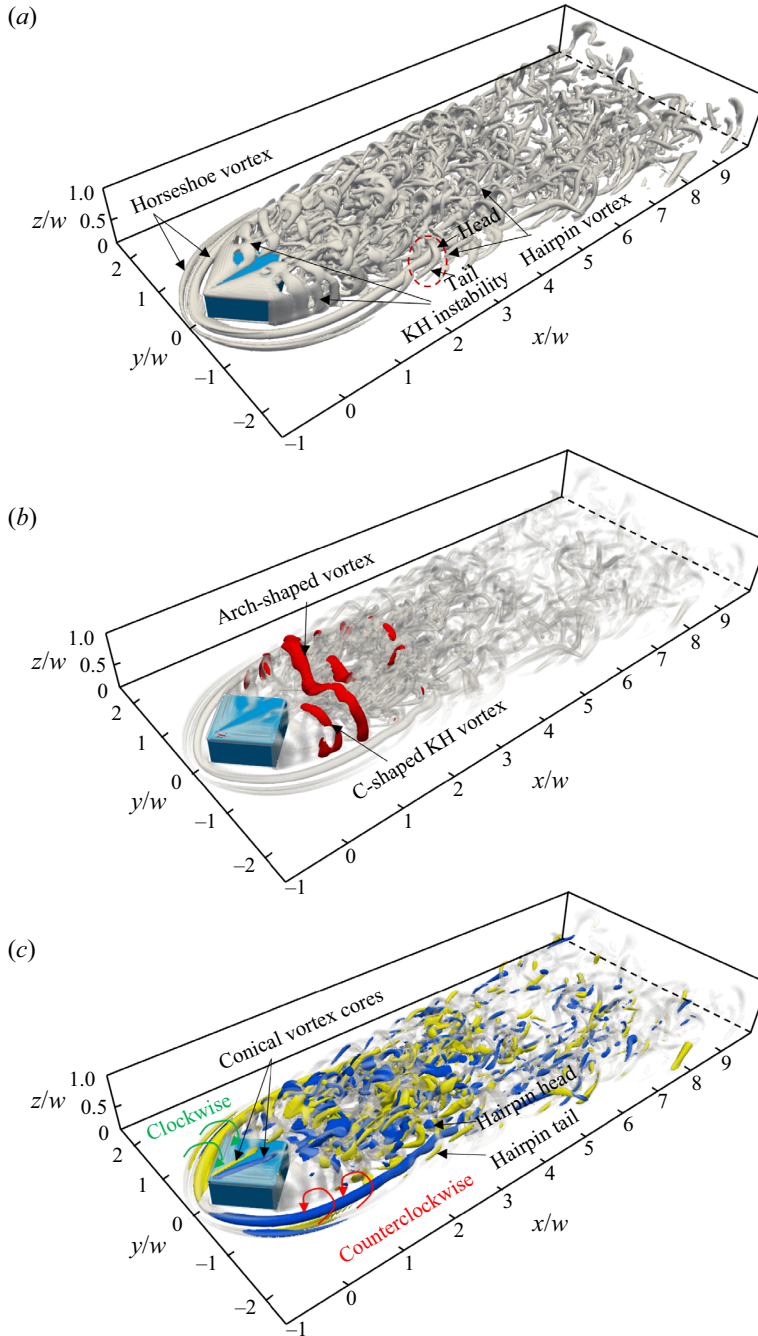 (a)
Horseshoe vortex
Head
Tail
Hairpin vortex
KH instability
1.0
z/w
0.5
0
2
1
0
y/w
–1
–2
–1
0
1
2
3
4
5
6
7
8
9
x/w
(b)
Arch-shaped vortex
C-shaped KH vortex
1.0
z/w
0.5
0
2
1
0
y/w
–1
–2
–1
0
1
2
3
4
5
6
7
8
9
x/w
(c)
Conical vortex cores
Clockwise
Hairpin head
Hairpin tail
Counterclockwise
1.0
z/w
0.5
0
2
1
0
y/w
–1
–2
–1
0
1
2
3
4
5
6
7
8
9
x/w